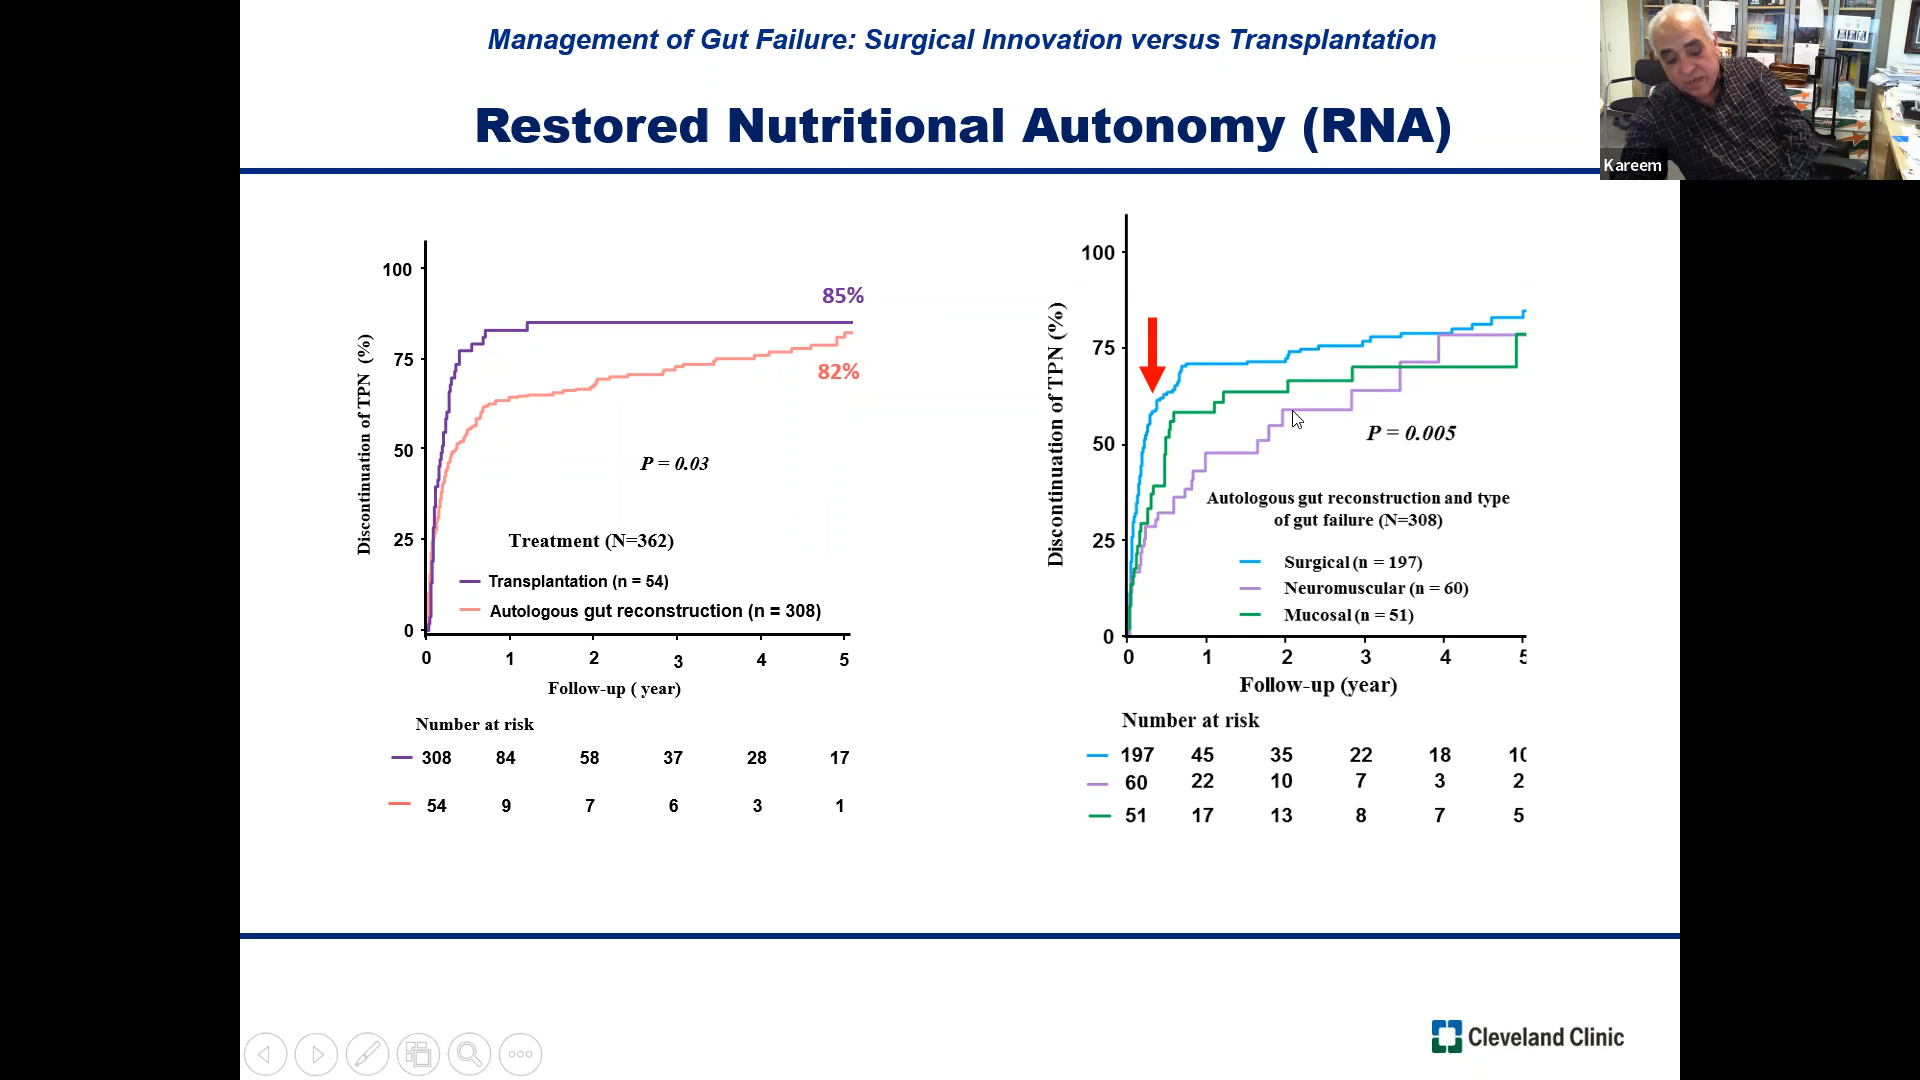 Management of Gut Failure: Surgical Innovation versus Transplantation
Restored Nutritional Autonomy (RNA)
Kareem
Discontinuation of TPN (%)
100
75
50
25
0
85%
82%
P = 0.03
Treatment (N=362)
Transplantation (n = 54)
Autologous gut reconstruction (n = 308)
0 1 2 3 4 5
Follow-up ( year)
Number at risk
308 84 58 37 28 17
54 9 7 6 3 1
Discontinuation of TPN (%)
100
75
50
25
0
P = 0.005
Autologous gut reconstruction and type
of gut failure (N=308)
Surgical (n = 197)
Neuromuscular (n = 60)
Mucosal (n = 51)
0 1 2 3 4 5
Follow-up (year)
Number at risk
197 45 35 22 18 10
60 22 10 7 3 2
51 17 13 8 7 5
Cleveland Clinic